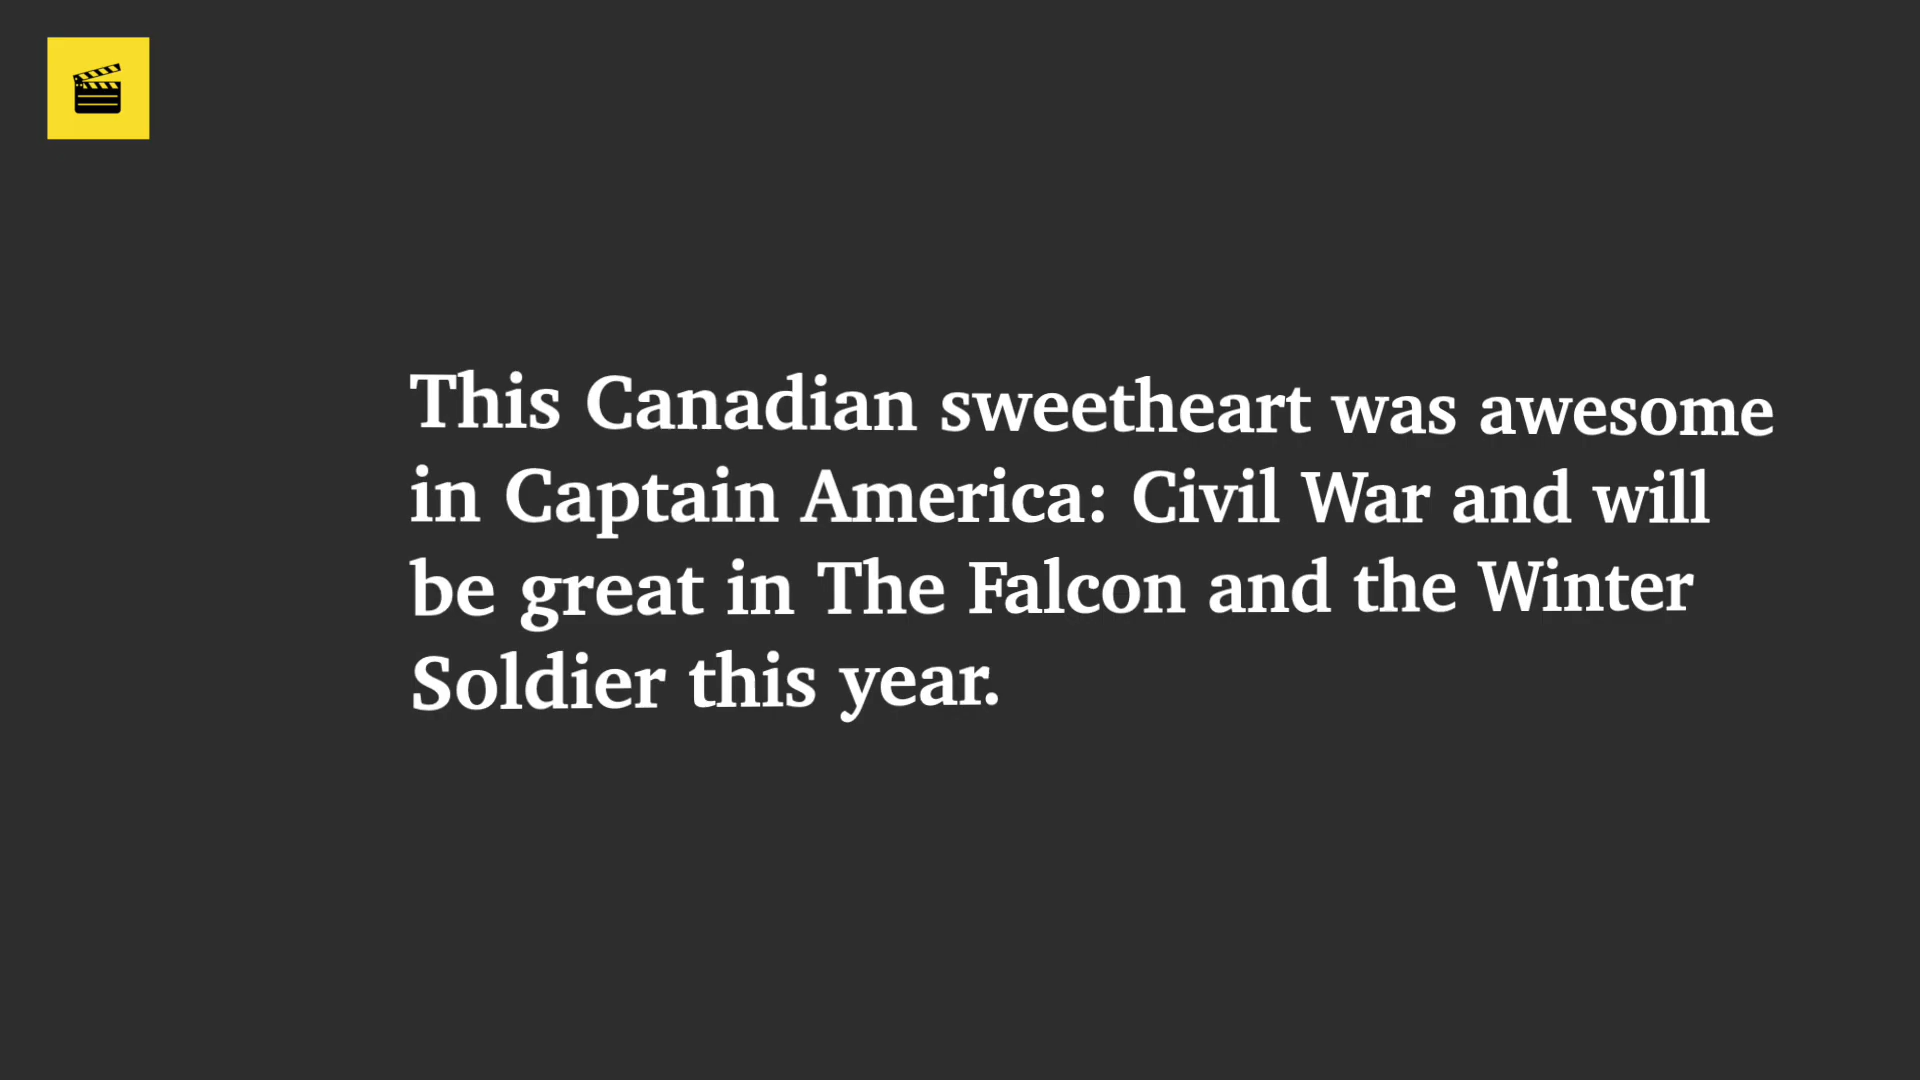 This Canadian sweetheart was awesome
in Captain America: Civil War and will
be great in The Falcon and the Winter
Soldier this year.